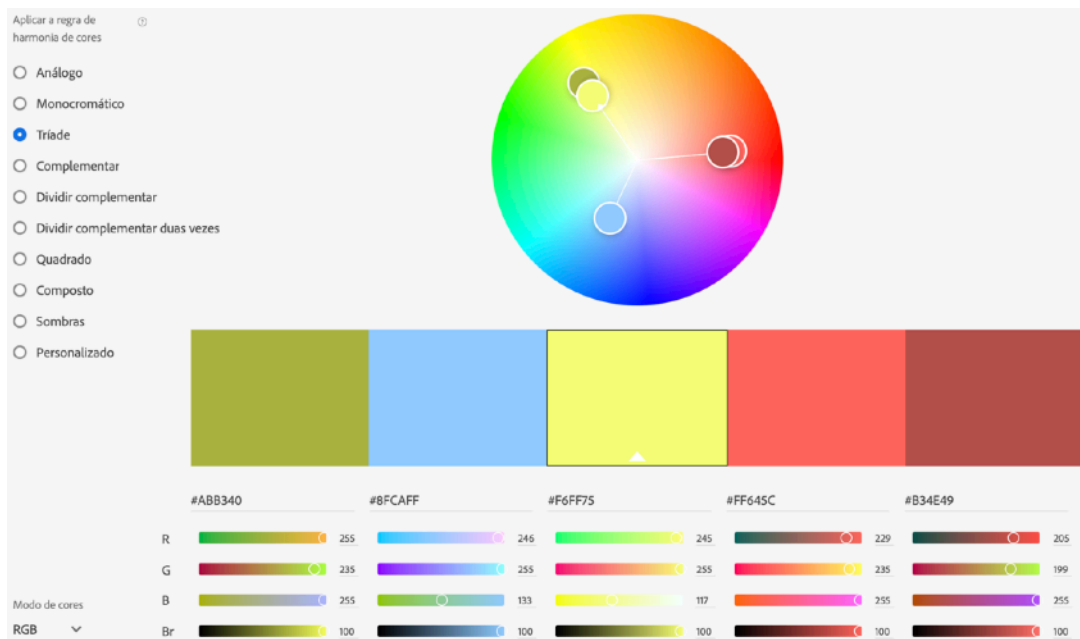 Aplicar a regra de
harmonia de cores
Análogo
Monocromático
Tríade
Complementar
Dividir complementar
Dividir complementar duas vezes
Quadrado
Composto
Sombras
Personalizado
#ABB340 #8FCAFF #F6FF75 #FF645C #B34E49
R 255 246 245 229 205
G 235 255 255 235 199
B 255 133 117 255 255
Modo de cores
RGB Br 100 100 100 100 100